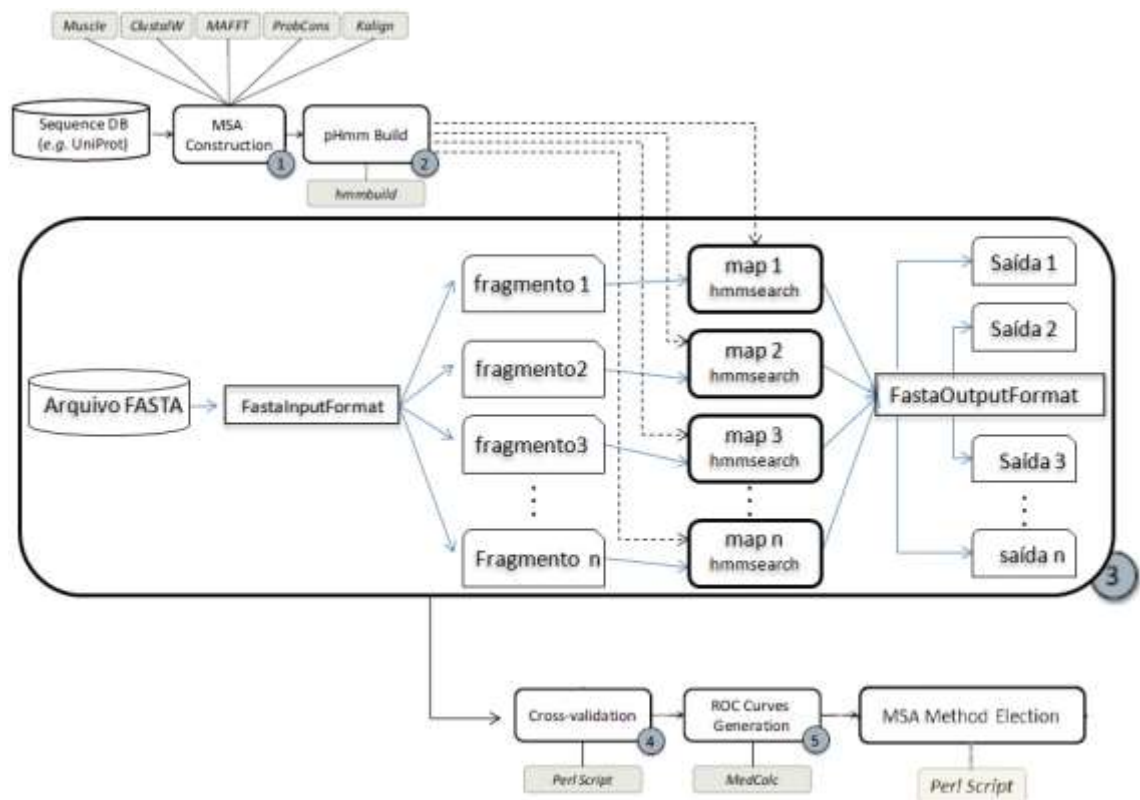 Muscle
ClustalW
MAFFT
ProbCons
Kalign
Sequence DB
(e.g. UniProt)
MSA
Construction
1
pHmm Build
2
hmmbuild
Arquivo FASTA
FastaInputFormat
fragmento 1
fragmento2
fragmento3
Fragmento n
map 1
hmmsearch
map 2
hmmsearch
map 3
hmmsearch
map n
hmmsearch
FastaOutputFormat
Saída 1
Saída 2
Saída 3
saída n
3
Cross-validation
4
Perl Script
ROC Curves
Generation
5
MedCalc
MSA Method Election
Perl Script